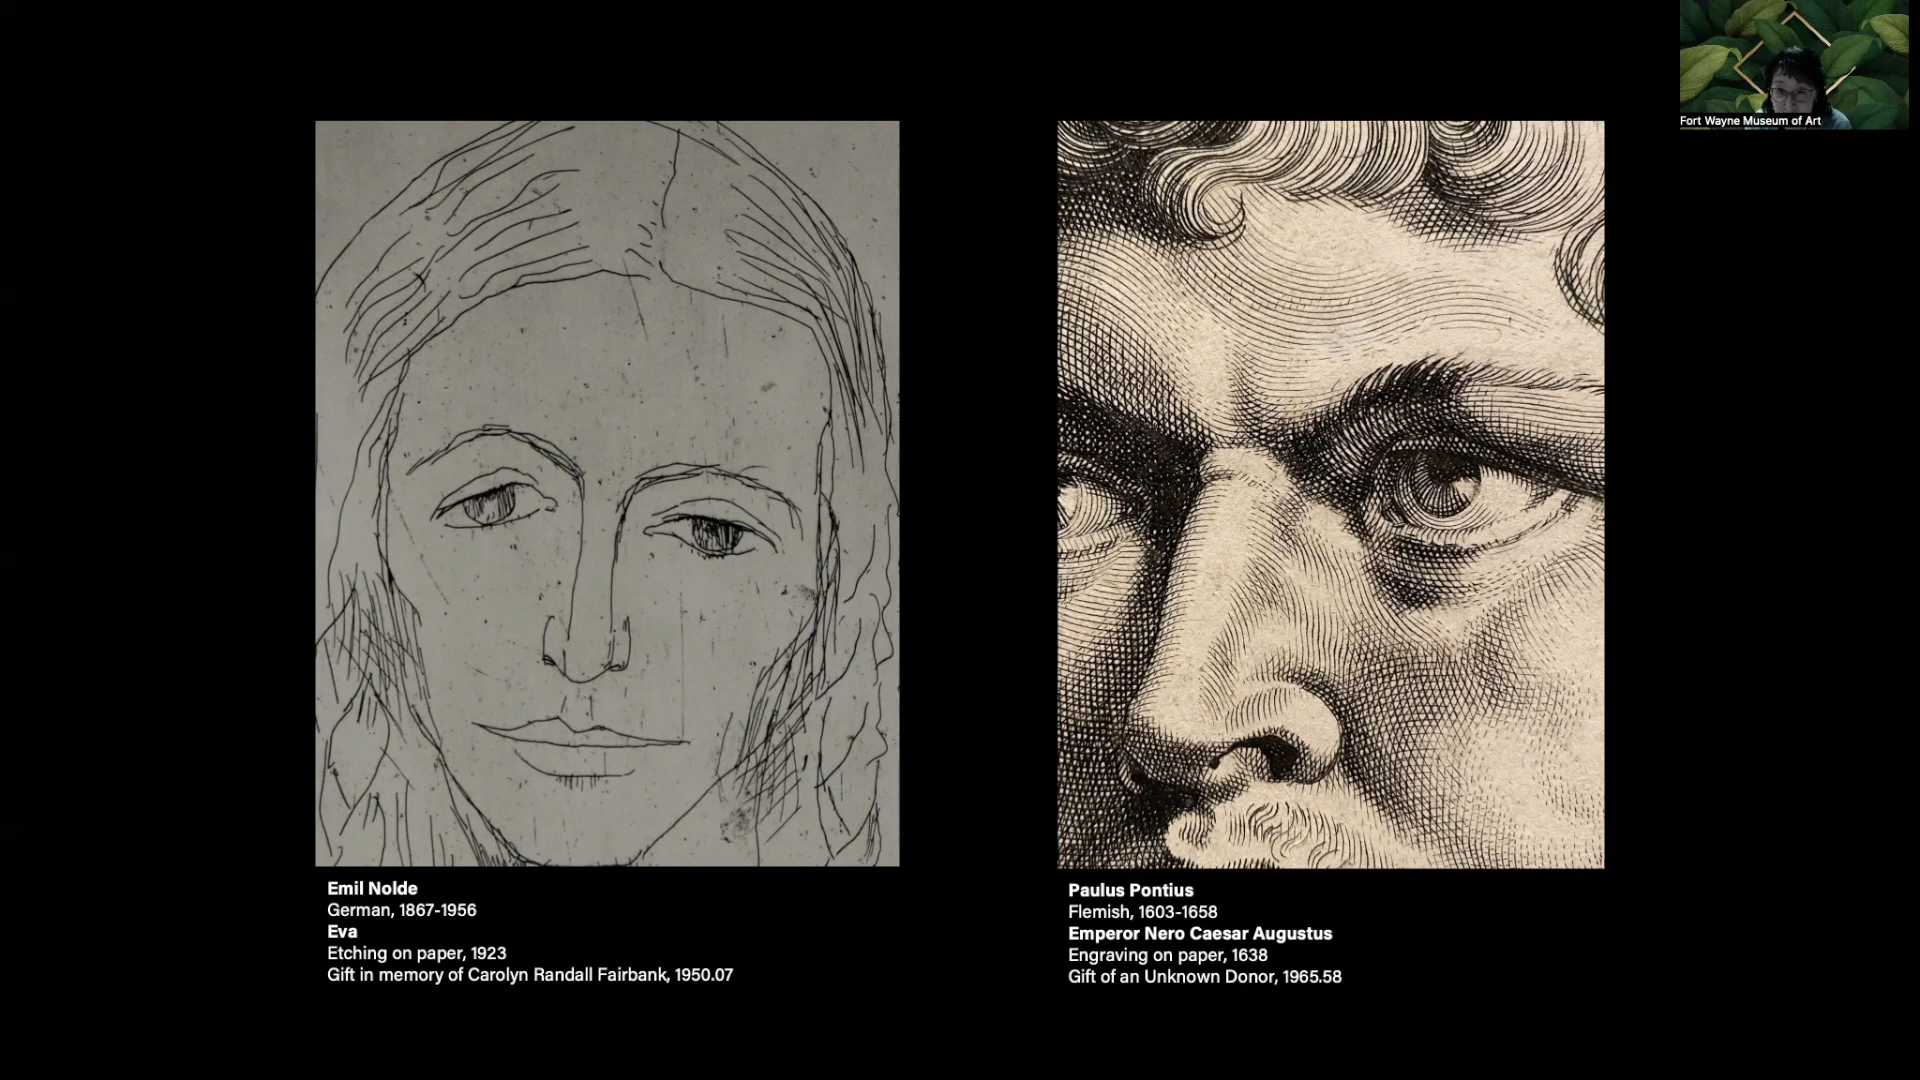 Fort Wayne Museum of Art
Emil Nolde
German, 1867-1956
Eva
Etching on paper, 1923
Gift in memory of Carolyn Randall Fairbank, 1950.07
Paulus Pontius
Flemish, 1603-1658
Emperor Nero Caesar Augustus
Engraving on paper, 1638
Gift of an Unknown Donor, 1965.58